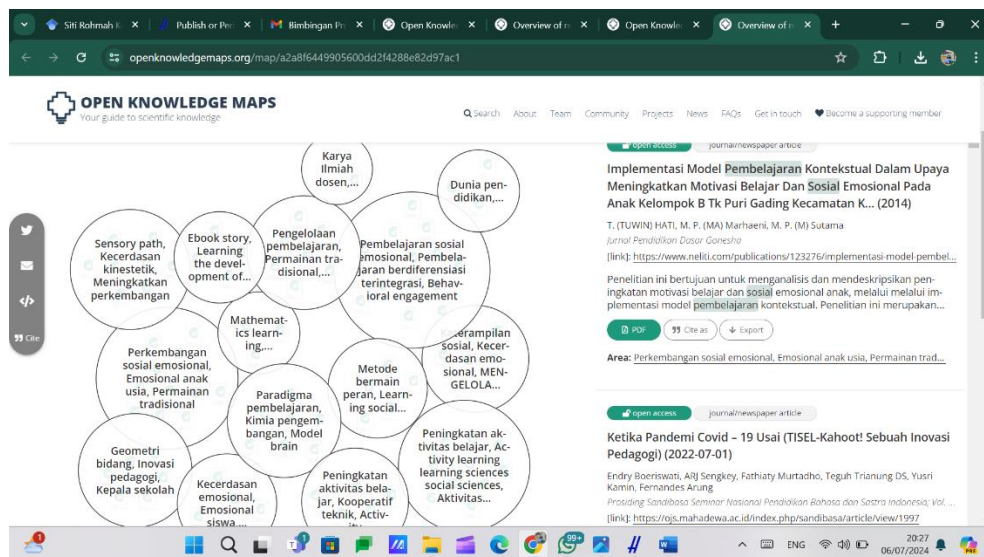 Siti Rohmah K
Publish or Per
Bimbingan Pr
Open Knowle
Overview of r
Open Knowle
Overview of r
openknowledgemaps.org/map/a2a8f6449905600dd2f4288e82d97ac1
OPEN KNOWLEDGE MAPS
Your guide to scientific knowledge
Search About Team Community Projects News FAQs Get in touch Become a supporting member
Cite
Karya
Ilmiah
dosen,...
Dunia pen-
didikan,...
Sensory path,
Kecerdasan
kinestetik,
Meningkatkan
perkembangan
Ebook story,
Learning
the devel-
opment of...
Pengelolaan
pembelajaran,
Permainan tra-
disional,...
Pembelajaran sosial
emosional, Pembela-
jaran berdiferensiasi
terintegrasi, Behav-
ioral engagement
Mathemat-
ics learn-
ing,...
sosial, Kecer-
dasan emo-
sional, MEN-
GELOLA...
Perkembangan
sosial emosional,
Emosional anak
usia, Permainan
tradisional
Metode
bermain
peran, Learn-
ing social...
Paradigma
pembelajaran,
Kimia pengem-
bangan, Model
brain
Peningkatan ak-
tivitas belajar, Ac-
tivity learning
learning sciences
social sciences,
Aktivitas...
Geometri
bidang, Inovasi
pedagogi,
Kepala sekolah
Kecerdasan
emosional,
Emosional
siswa...
Peningkatan
aktivitas bela-
jar, Kooperatif
teknik, Activ-
open access journal/newspaper article
Implementasi Model Pembelajaran Kontekstual Dalam Upaya
Meningkatkan Motivasi Belajar Dan Sosial Emosional Pada
Anak Kelompok B Tk Puri Gading Kecamatan K... (2014)
T. (TUWIN) HATI, M. P. (MA) Marhaeni, M. P. (M) Sutama
Jurnal Pendidikan Dasar Ganesha
[link]: https://www.neliti.com/publications/123276/implementasi-model-pembel...
Penelitian ini bertujuan untuk menganalisis dan mendeskripsikan pen-
ingkatan motivasi belajar dan sosial emosional anak, melalui melalui im-
plementasi model pembelajaran kontekstual. Penelitian ini merupakan...
PDF Cite as Export
Area: Perkembangan sosial emosional, Emosional anak usia, Permainan trad...
open access journal/newspaper article
Ketika Pandemi Covid – 19 Usai (TISEL-Kahoot! Sebuah Inovasi
Pedagogi) (2022-07-01)
Endry Boeriswati, ARJ Sengkey, Fathiaty Murtadho, Teguh Trianung DS, Yusri
Kamin, Fernandes Arung
Prosiding Sandibasa Seminar Nasional Pendidikan Bahasa dan Sastra Indonesia; Vol. ...
[link]: https://ojs.mahadewa.ac.id/index.php/sandibasa/article/view/1997
99+
ENG
20:27
06/07/2024